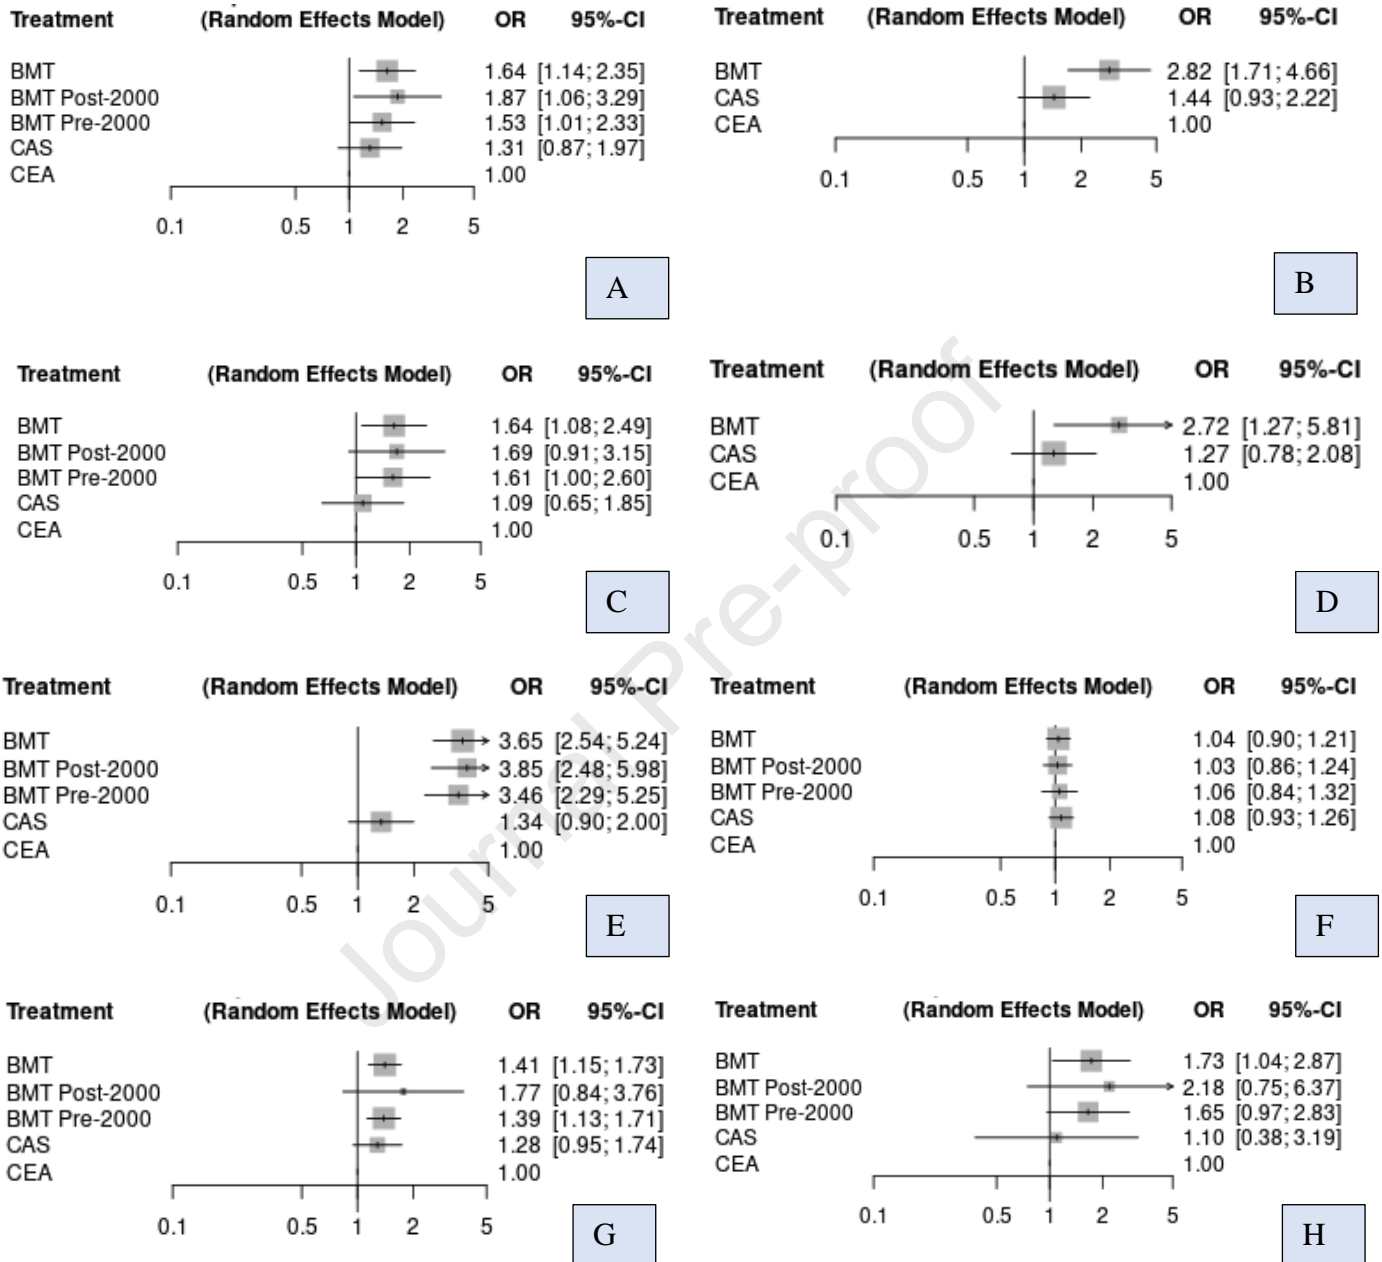 Treatment (Random Effects Model) OR 95%-CI
BMT 1.64 [1.14; 2.35]
BMT Post-2000 1.87 [1.06; 3.29]
BMT Pre-2000 1.53 [1.01; 2.33]
CAS 1.31 [0.87; 1.97]
CEA 1.00
0.1 0.5 1 2 5
A
Treatment (Random Effects Model) OR 95%-CI
BMT 2.82 [1.71; 4.66]
CAS 1.44 [0.93; 2.22]
CEA 1.00
0.1 0.5 1 2 5
B
Treatment (Random Effects Model) OR 95%-CI
BMT 1.64 [1.08; 2.49]
BMT Post-2000 1.69 [0.91; 3.15]
BMT Pre-2000 1.61 [1.00; 2.60]
CAS 1.09 [0.65; 1.85]
CEA 1.00
0.1 0.5 1 2 5
C
Treatment (Random Effects Model) OR 95%-CI
BMT 2.72 [1.27; 5.81]
CAS 1.27 [0.78; 2.08]
CEA 1.00
0.1 0.5 1 2 5
D
Treatment (Random Effects Model) OR 95%-CI
BMT 3.65 [2.54; 5.24]
BMT Post-2000 3.85 [2.48; 5.98]
BMT Pre-2000 3.46 [2.29; 5.25]
CAS 1.34 [0.90; 2.00]
CEA 1.00
0.1 0.5 1 2 5
E
Treatment (Random Effects Model) OR 95%-CI
BMT 1.04 [0.90; 1.21]
BMT Post-2000 1.03 [0.86; 1.24]
BMT Pre-2000 1.06 [0.84; 1.32]
CAS 1.08 [0.93; 1.26]
CEA 1.00
0.1 0.5 1 2 5
F
Treatment (Random Effects Model) OR 95%-CI
BMT 1.41 [1.15; 1.73]
BMT Post-2000 1.77 [0.84; 3.76]
BMT Pre-2000 1.39 [1.13; 1.71]
CAS 1.28 [0.95; 1.74]
CEA 1.00
0.1 0.5 1 2 5
G
Treatment (Random Effects Model) OR 95%-CI
BMT 1.73 [1.04; 2.87]
BMT Post-2000 2.18 [0.75; 6.37]
BMT Pre-2000 1.65 [0.97; 2.83]
CAS 1.10 [0.38; 3.19]
CEA 1.00
0.1 0.5 1 2 5
H
Journal Pre-proof